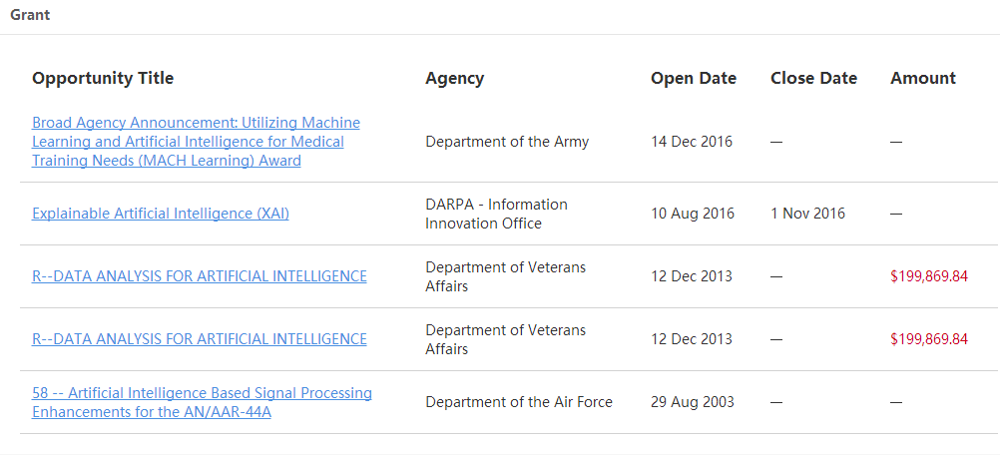 Grant
Opportunity Title Agency Open Date Close Date Amount
Broad Agency Announcement: Utilizing Machine
Learning and Artificial Intelligence for Medical
Training Needs (MACH Learning) Award
Department of the Army 14 Dec 2016 — —
Explainable Artificial Intelligence (XAI)
DARPA - Information
Innovation Office
10 Aug 2016 1 Nov 2016 —
R--DATA ANALYSIS FOR ARTIFICIAL INTELLIGENCE
Department of Veterans
Affairs
12 Dec 2013 — $199,869.84
R--DATA ANALYSIS FOR ARTIFICIAL INTELLIGENCE
Department of Veterans
Affairs
12 Dec 2013 — $199,869.84
58 -- Artificial Intelligence Based Signal Processing
Enhancements for the AN/AAR-44A
Department of the Air Force 29 Aug 2003 — —